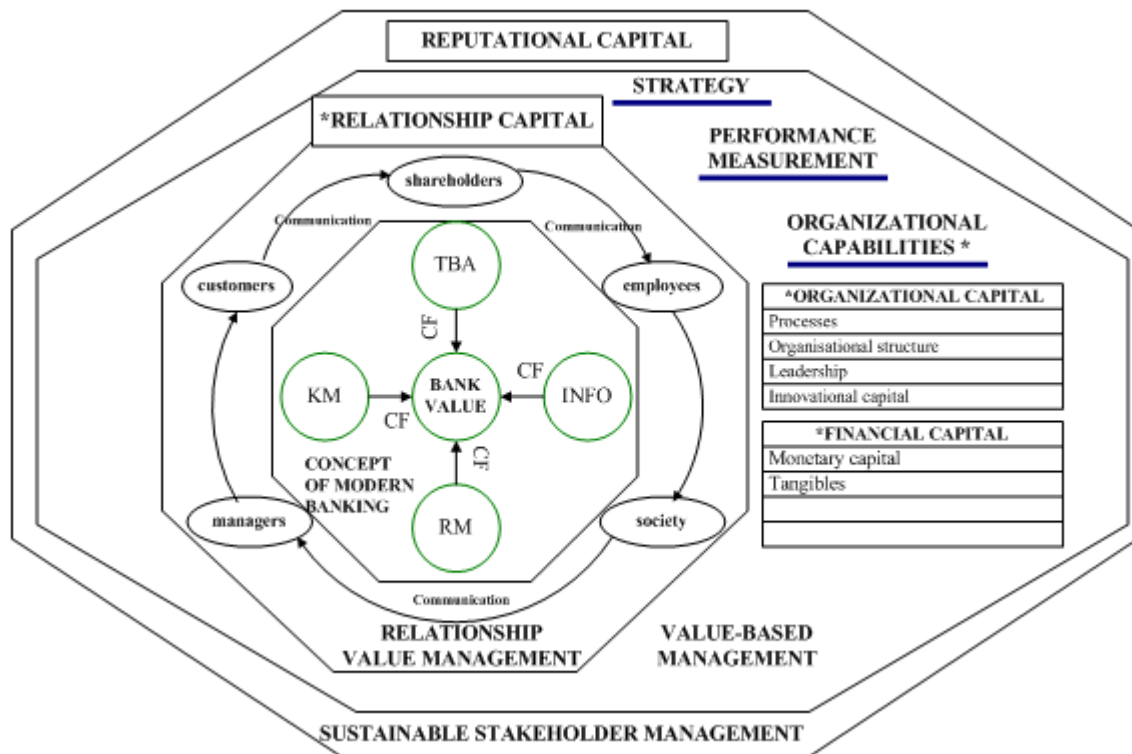 REPUTATIONAL CAPITAL
STRATEGY
*RELATIONSHIP CAPITAL
PERFORMANCE
MEASUREMENT
shareholders
Communication
Communication
ORGANIZATIONAL
CAPABILITIES *
TBA
customers
employees
*ORGANIZATIONAL CAPITAL
Processes
Organisational structure
Leadership
Innovational capital
CF
KM
CF
BANK
VALUE
CF
INFO
*FINANCIAL CAPITAL
Monetary capital
Tangibles
CF
CONCEPT
OF MODERN
BANKING
RM
managers
society
Communication
RELATIONSHIP
VALUE MANAGEMENT
VALUE-BASED
MANAGEMENT
SUSTAINABLE STAKEHOLDER MANAGEMENT